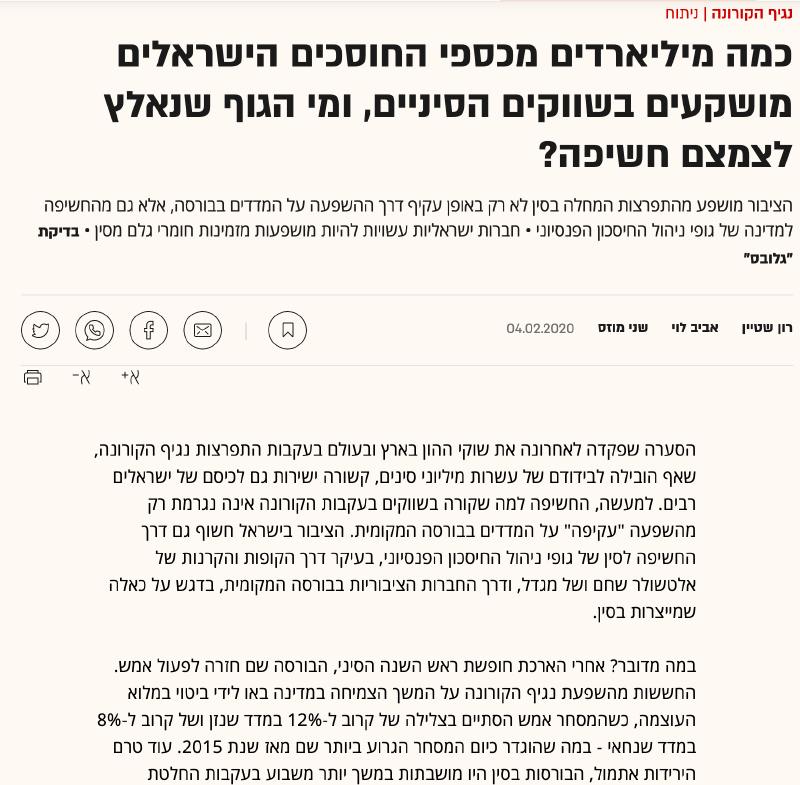 נגיף הקורונה | ניתוח
כמה מיליארדים מכספי החוסכים הישראלים
מושקעים בשווקים הסיניים, ומי הגוף שנאלץ
לצמצם חשיפה?
הציבור מושפע מהתפרצות המחלה בסין לא רק באופן עקיף דרך ההשפעה על המדדים בבורסה, אלא גם מהחשיפה
למדינה של גופי ניהול החיסכון הפנסיוני • חברות ישראליות עשויות להיות מושפעות מזמינות חומרי גלם מסין • בדיקת
"גלובס"
רון שטיין אביב לוי שני מוזס 04.02.2020
א+ א-
הסערה שפקדה לאחרונה את שוקי ההון בארץ ובעולם בעקבות התפרצות נגיף הקורונה,
שאף הובילה לבידודם של עשרות מיליוני סינים, קשורה ישירות גם לכיסם של ישראלים
רבים. למעשה, החשיפה למה שקורה בשווקים בעקבות הקורונה אינה נגרמת רק
מהשפעה "עקיפה" על המדדים בבורסה המקומית. הציבור בישראל חשוף גם דרך
החשיפה לסין של גופי ניהול החיסכון הפנסיוני, בעיקר דרך הקופות והקרנות של
אלטשולר שחם ושל מגדל, ודרך החברות הציבוריות בבורסה המקומית, בדגש על כאלה
שמייצרות בסין.
במה מדובר? אחרי הארכת חופשת ראש השנה הסיני, הבורסה שם חזרה לפעול אמש.
החששות מהשפעת נגיף הקורונה על המשך הצמיחה במדינה באו לידי ביטוי במלוא
העוצמה, כשהמסחר אמש הסתיים בצלילה של קרוב ל-12% במדד שנזן ושל קרוב ל-8%
במדד שנחאי - במה שהוגדר כיום המסחר הגרוע ביותר שם מאז שנת 2015. עוד טרם
הירידות אתמול, הבורסות בסין היו מושבתות במשך יותר משבוע בעקבות החלטת